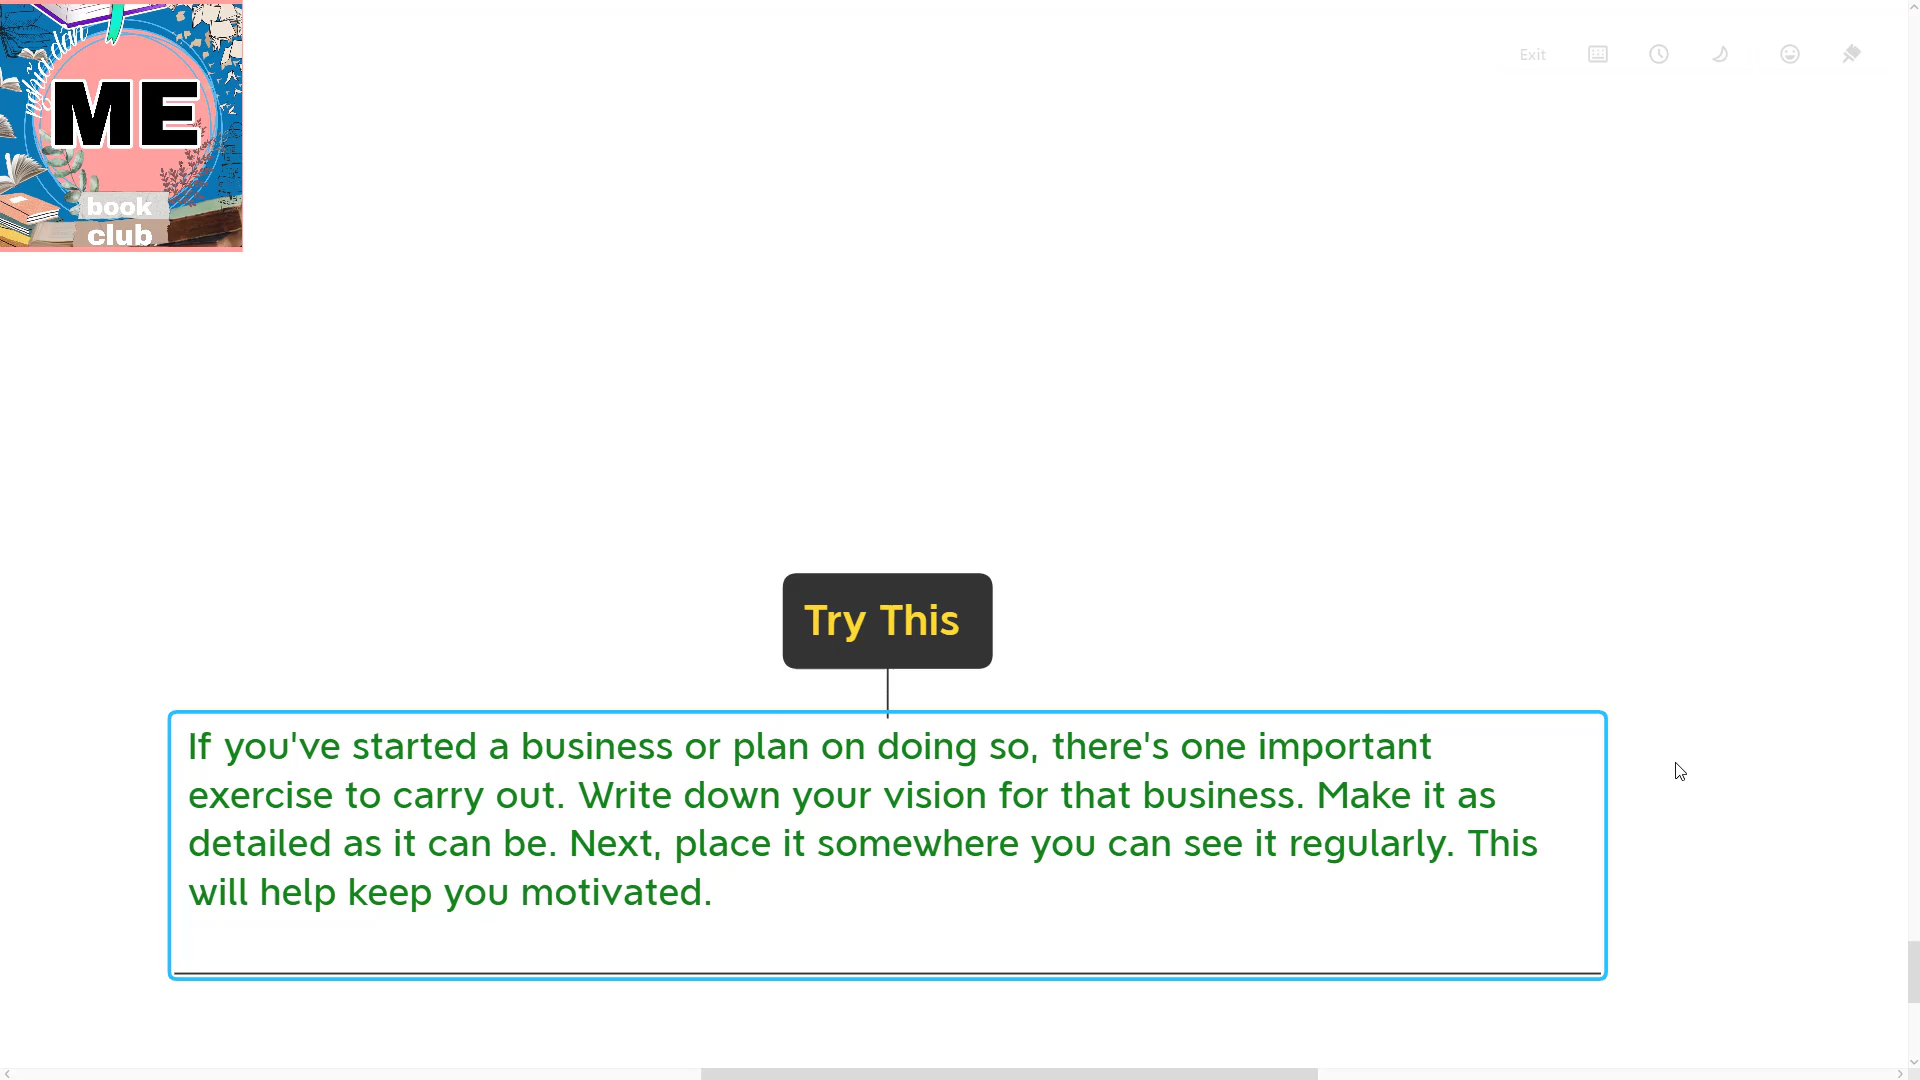 nghĩa dan
ME
book
club
Exit
Try This
If you've started a business or plan on doing so, there's one important
exercise to carry out. Write down your vision for that business. Make it as
detailed as it can be. Next, place it somewhere you can see it regularly. This
will help keep you motivated.